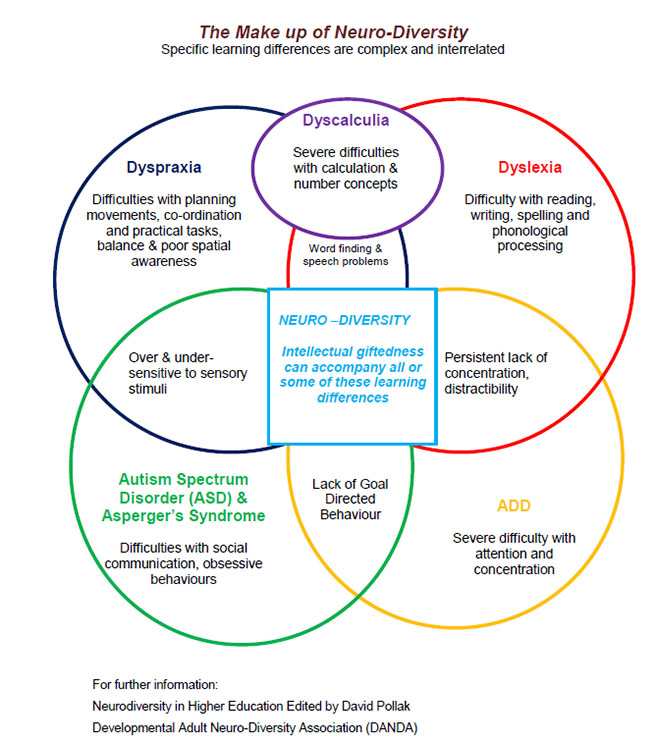 The Make up of Neuro-Diversity
Specific learning differences are complex and interrelated
Dyscalculia
Severe difficulties
with calculation &
number concepts
Dyspraxia
Difficulties with planning
movements, co-ordination
and practical tasks,
balance & poor spatial
awareness
Dyslexia
Difficulty with reading,
writing, spelling and
phonological
processing
Word finding &
speech problems
NEURO –DIVERSITY
Intellectual giftedness
can accompany all or
some of these learning
differences
Over & under-
sensitive to sensory
stimuli
Persistent lack of
concentration,
distractibility
Autism Spectrum
Disorder (ASD) &
Asperger's Syndrome
Difficulties with social
communication, obsessive
behaviours
Lack of Goal
Directed
Behaviour
ADD
Severe difficulty with
attention and
concentration
For further information:
Neurodiversity in Higher Education Edited by David Pollak
Developmental Adult Neuro-Diversity Association (DANDA)